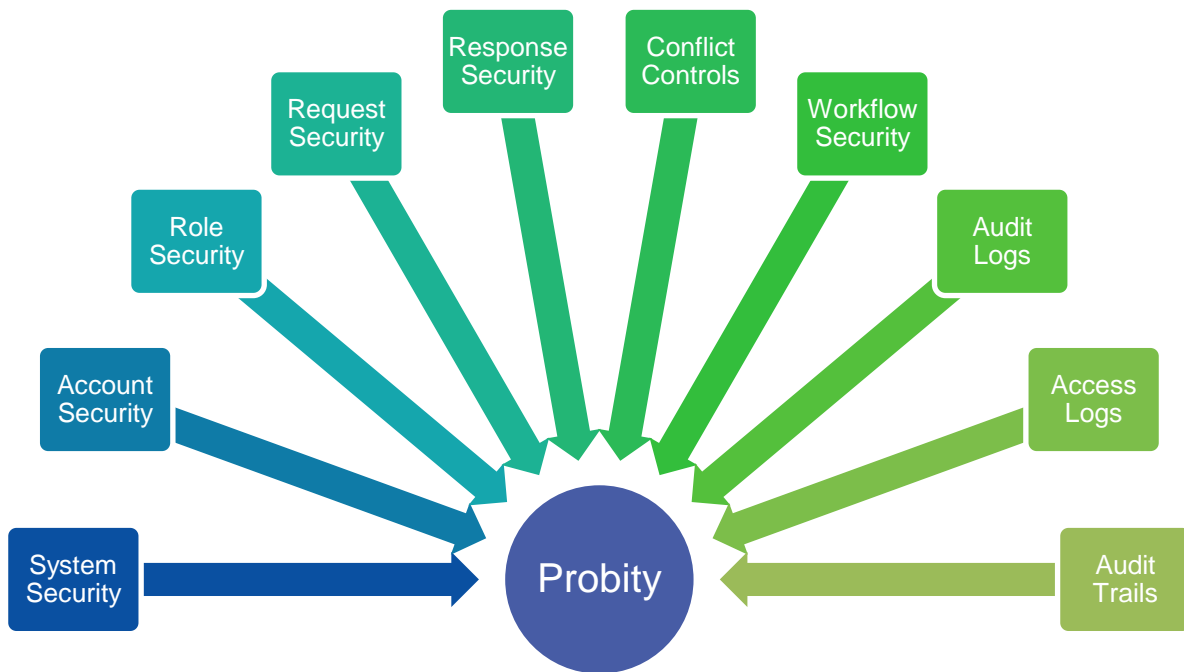 System
Security
Account
Security
Role
Security
Request
Security
Response
Security
Conflict
Controls
Workflow
Security
Audit
Logs
Access
Logs
Audit
Trails
Probity